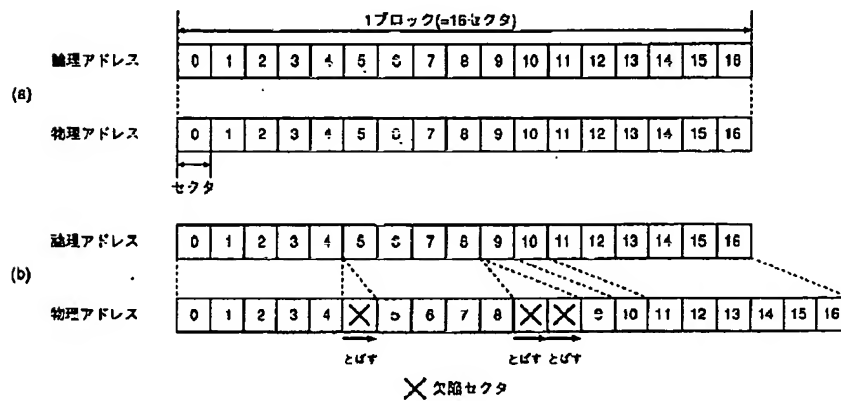 1ブロック(=16セクタ)
論理アドレス 0 1 2 3 4 5 6 7 8 9 10 11 12 13 14 15 16
(a)
物理アドレス 0 1 2 3 4 5 6 7 8 9 10 11 12 13 14 15 16
セクタ
論理アドレス 0 1 2 3 4 5 6 7 8 9 10 11 12 13 14 15 16
(b)
物理アドレス 0 1 2 3 4 5 6 7 8 9 10 11 12 13 14 15 16
とばす とばす とばす
欠陥セクタ